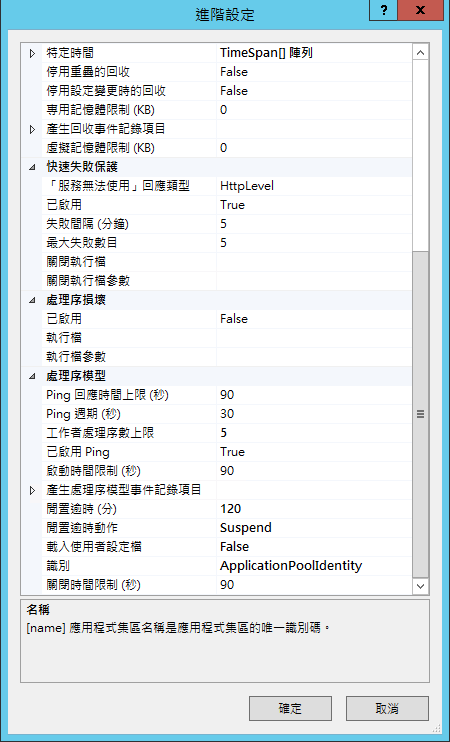 進階設定
?
x
特定時間 TimeSpan[] 陣列
停用重疊的回收 False
停用設定變更時的回收 False
專用記憶體限制 (KB) 0
產生回收事件記錄項目
虛擬記憶體限制 (KB) 0
快速失敗保護
「服務無法使用」回應類型 HttpLevel
已啟用 True
失敗間隔 (分鐘) 5
最大失敗數目 5
關閉執行檔
關閉執行檔參數
處理序損壞
已啟用 False
執行檔
執行檔參數
處理序模型
Ping 回應時間上限 (秒) 90
Ping 週期 (秒) 30
工作者處理序數上限 5
已啟用 Ping True
啟動時間限制 (秒) 90
產生處理序模型事件記錄項目
閒置逾時 (分) 120
閒置逾時動作 Suspend
載入使用者設定檔 False
識別 ApplicationPoolIdentity
關閉時間限制 (秒) 90
名稱
[name] 應用程式集區名稱是應用程式集區的唯一識別碼。
確定 取消